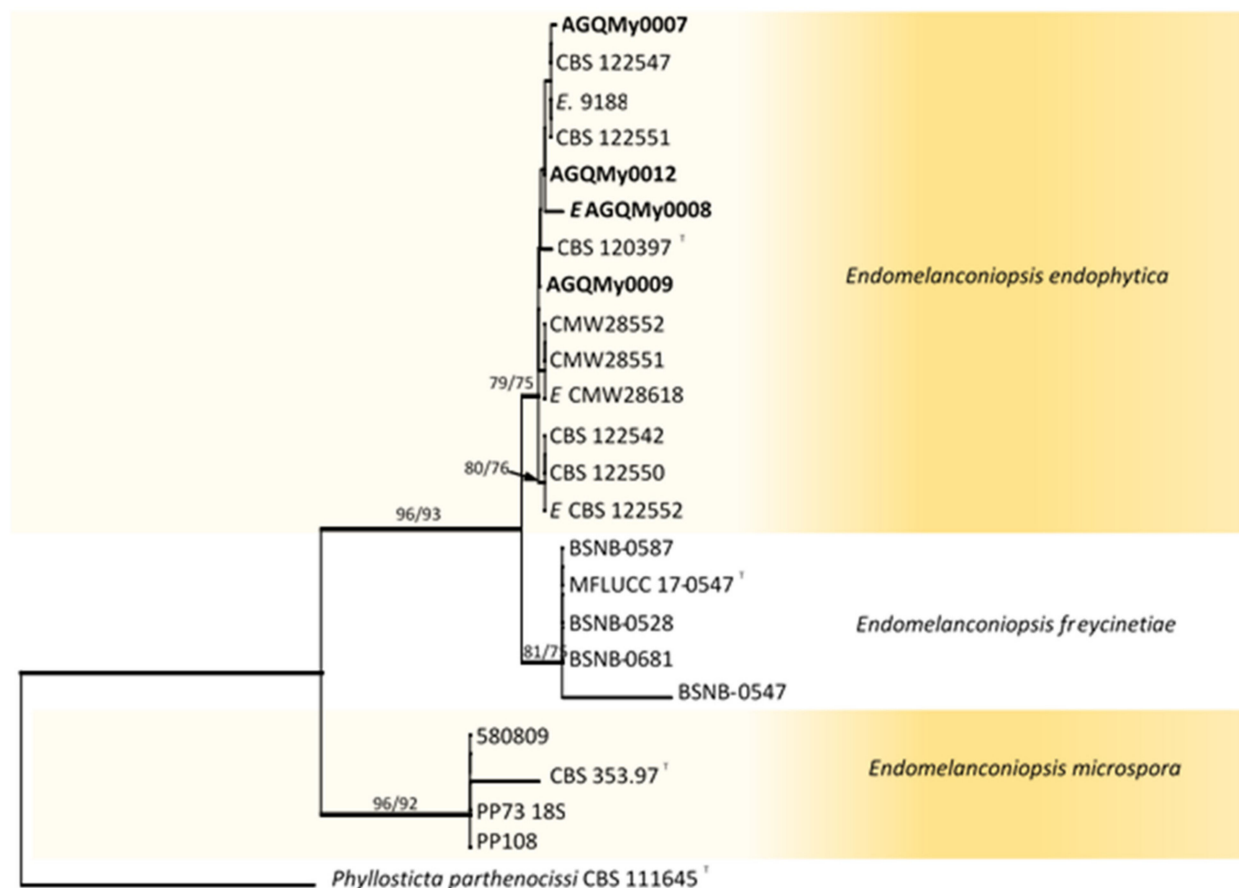 AGQMy0007
CBS 122547
E. 9188
CBS 122551
AGQMy0012
E AGQMy0008
CBS 120397 T
Endomelanconiopsis endophytica
AGQMy0009
CMW28552
CMW28551
79/75
E CMW28618
CBS 122542
80/76
CBS 122550
E CBS 122552
96/93
BSNB-0587
MFLUCC 17-0547 T
BSNB-0528
Endomelanconiopsis freycinetiae
BSNB-0681
BSNB-0547
580809
Endomelanconiopsis microspora
CBS 353.97 T
96/92
PP73 18S
PP108
Phyllosticta parthenocissi CBS 111645 T